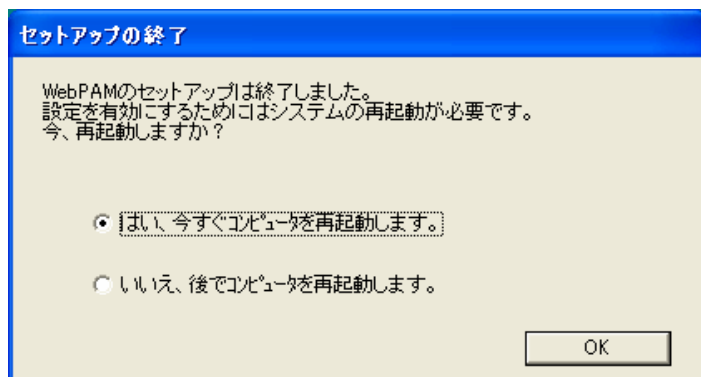 セットアップの終了
WebPAMのセットアップは終了しました。
設定を有効にするためにはシステムの再起動が必要です。
今、再起動しますか？
はい、今すぐｺﾝﾋﾟｭｰﾀを再起動します。
いいえ、後でｺﾝﾋﾟｭｰﾀを再起動します。
OK